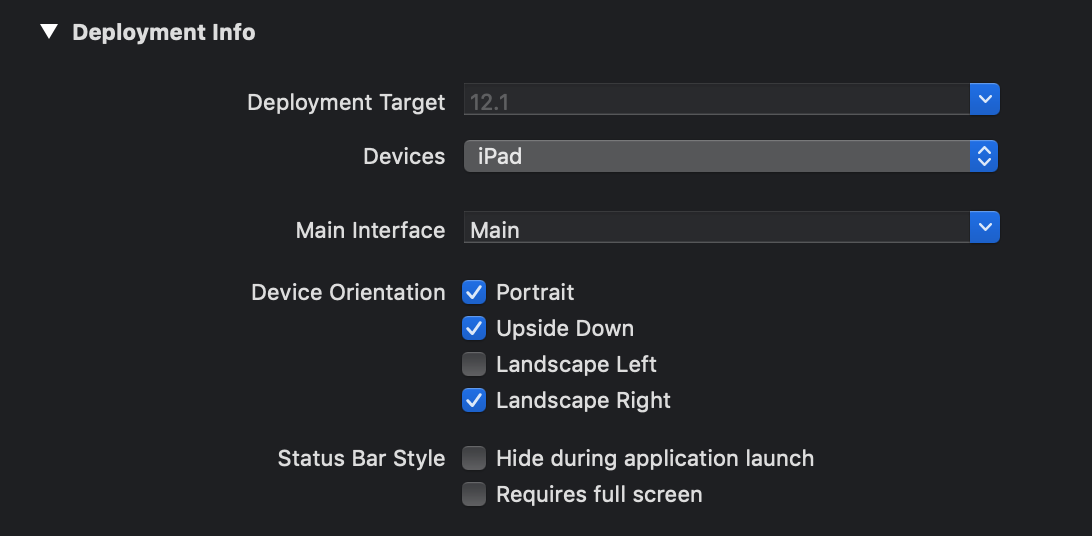 Deployment Info
Deployment Target 12.1
Devices iPad
Main Interface Main
Device Orientation Portrait
Upside Down
Landscape Left
Landscape Right
Status Bar Style Hide during application launch
Requires full screen